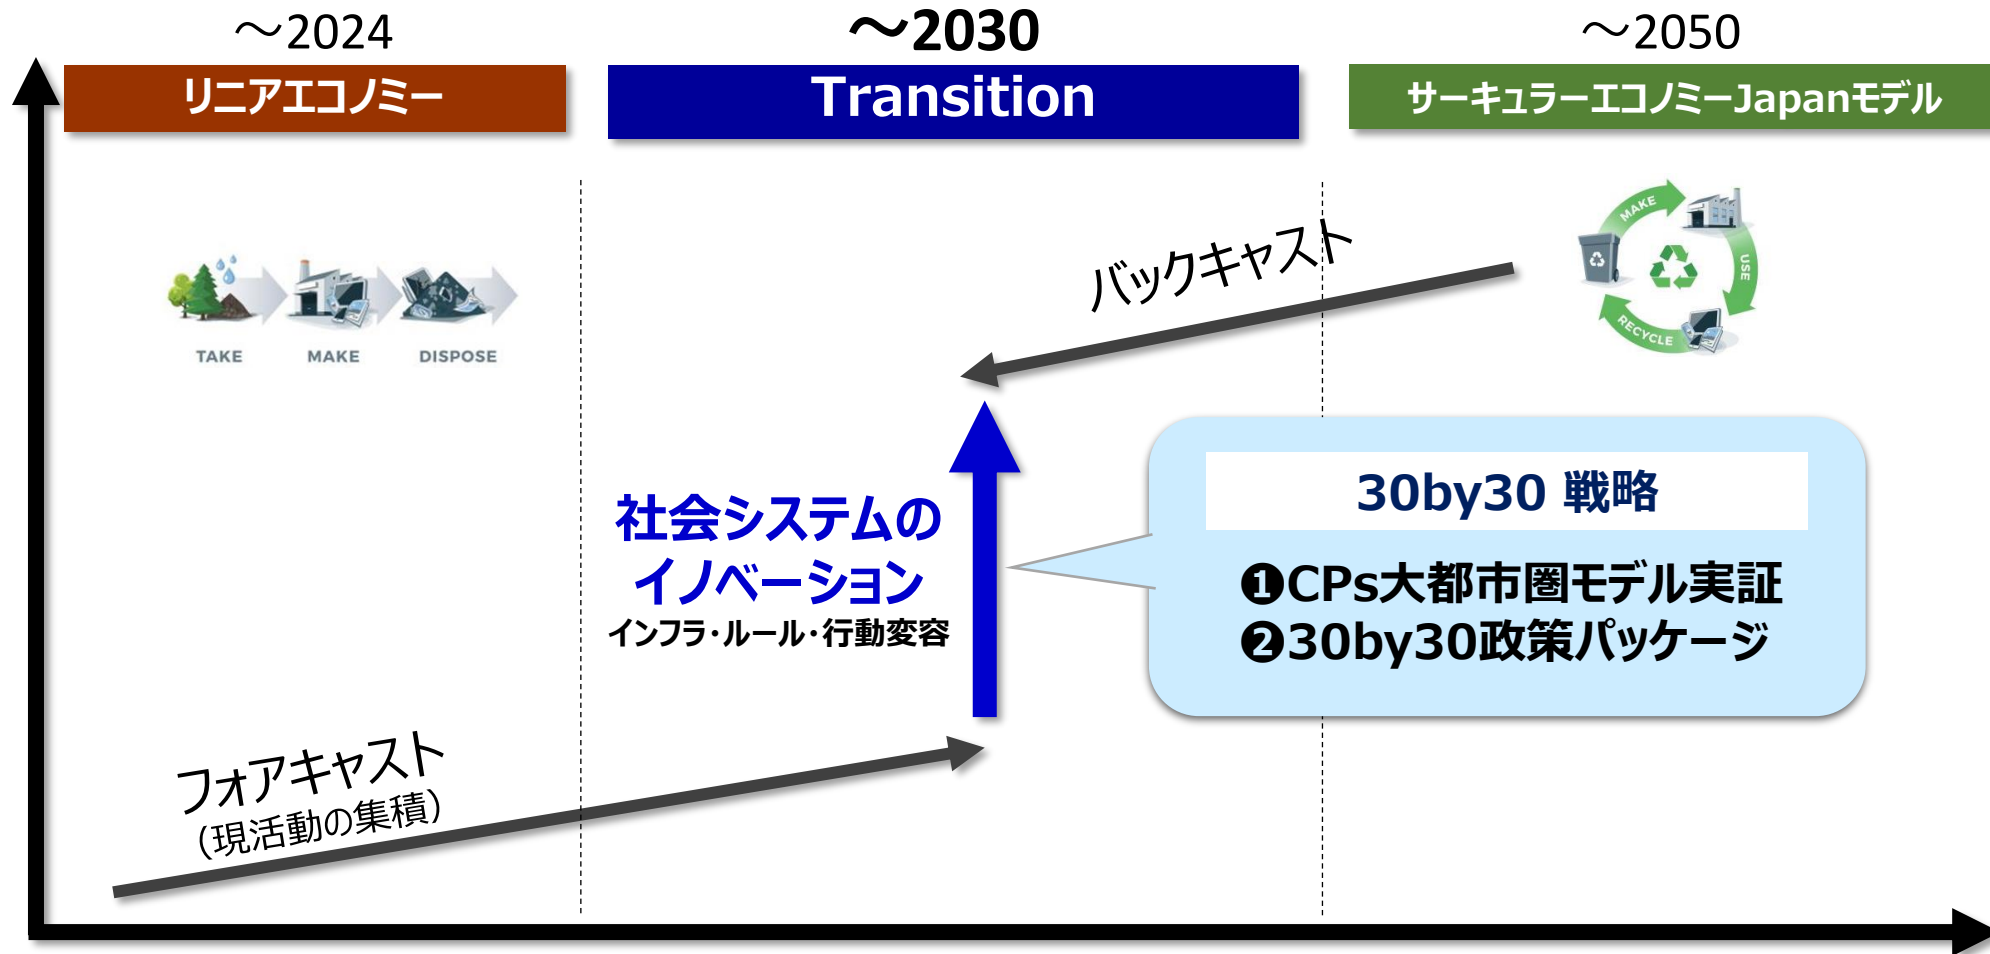 ～2024
～2030
～2050
リニアエコノミー
Transition
サーキュラーエコノミーJapanモデル
TAKE
MAKE
DISPOSE
バックキャスト
MAKE
USE
RECYCLE
社会システムの
イノベーション
インフラ・ルール・行動変容
30by30 戦略
❶CPs大都市圏モデル実証
❷30by30政策パッケージ
フォアキャスト
（現活動の集積）